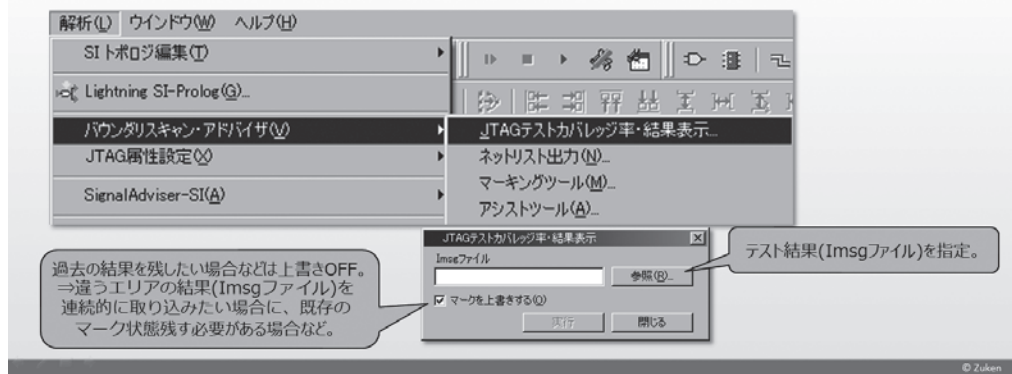 解析(L) ウインドウ(W) ヘルプ(H)
SI トポロジ編集(T)
Lightning SI-Prolog(G)...
バウンダリスキャン・アドバイザ(V)
JTAG属性設定(X)
SignalAdviser-SI(A)
JTAGテストカバレッジ率・結果表示...
ネットリスト出力(N)...
マーキングツール(M)...
アシストツール(A)...
JTAGテストカバレッジ率・結果表示
Imsgファイル
参照(R)...
マークを上書きする(O)
実行
閉じる
テスト結果(Imsgファイル)を指定。
過去の結果を残したい場合などは上書きOFF。
⇒違うエリアの結果(Imsgファイル)を
連続的に取り込みたい場合に、既存の
マーク状態残す必要がある場合など。
© Zuken